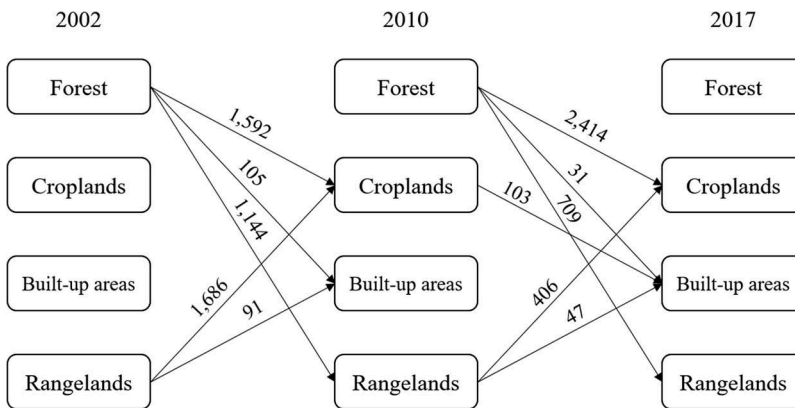 2002 2010 2017
Forest Forest Forest
1,592 2,414
105 31
Croplands Croplands Croplands
1,144 103 709
1,686 406
Built-up areas Built-up areas Built-up areas
91 47
Rangelands Rangelands Rangelands